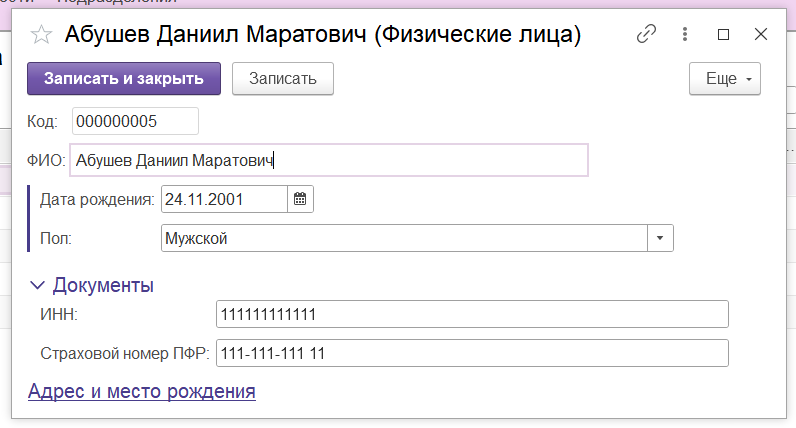 Подразделения
Абушев Даниил Маратович (Физические лица)
Записать и закрыть Записать Еще
Код: 000000005
ФИО: Абушев Даниил Маратович
Дата рождения: 24.11.2001
Пол: Мужской
Документы
ИНН: 111111111111
Страховой номер ПФР: 111-111-111 11
Адрес и место рождения